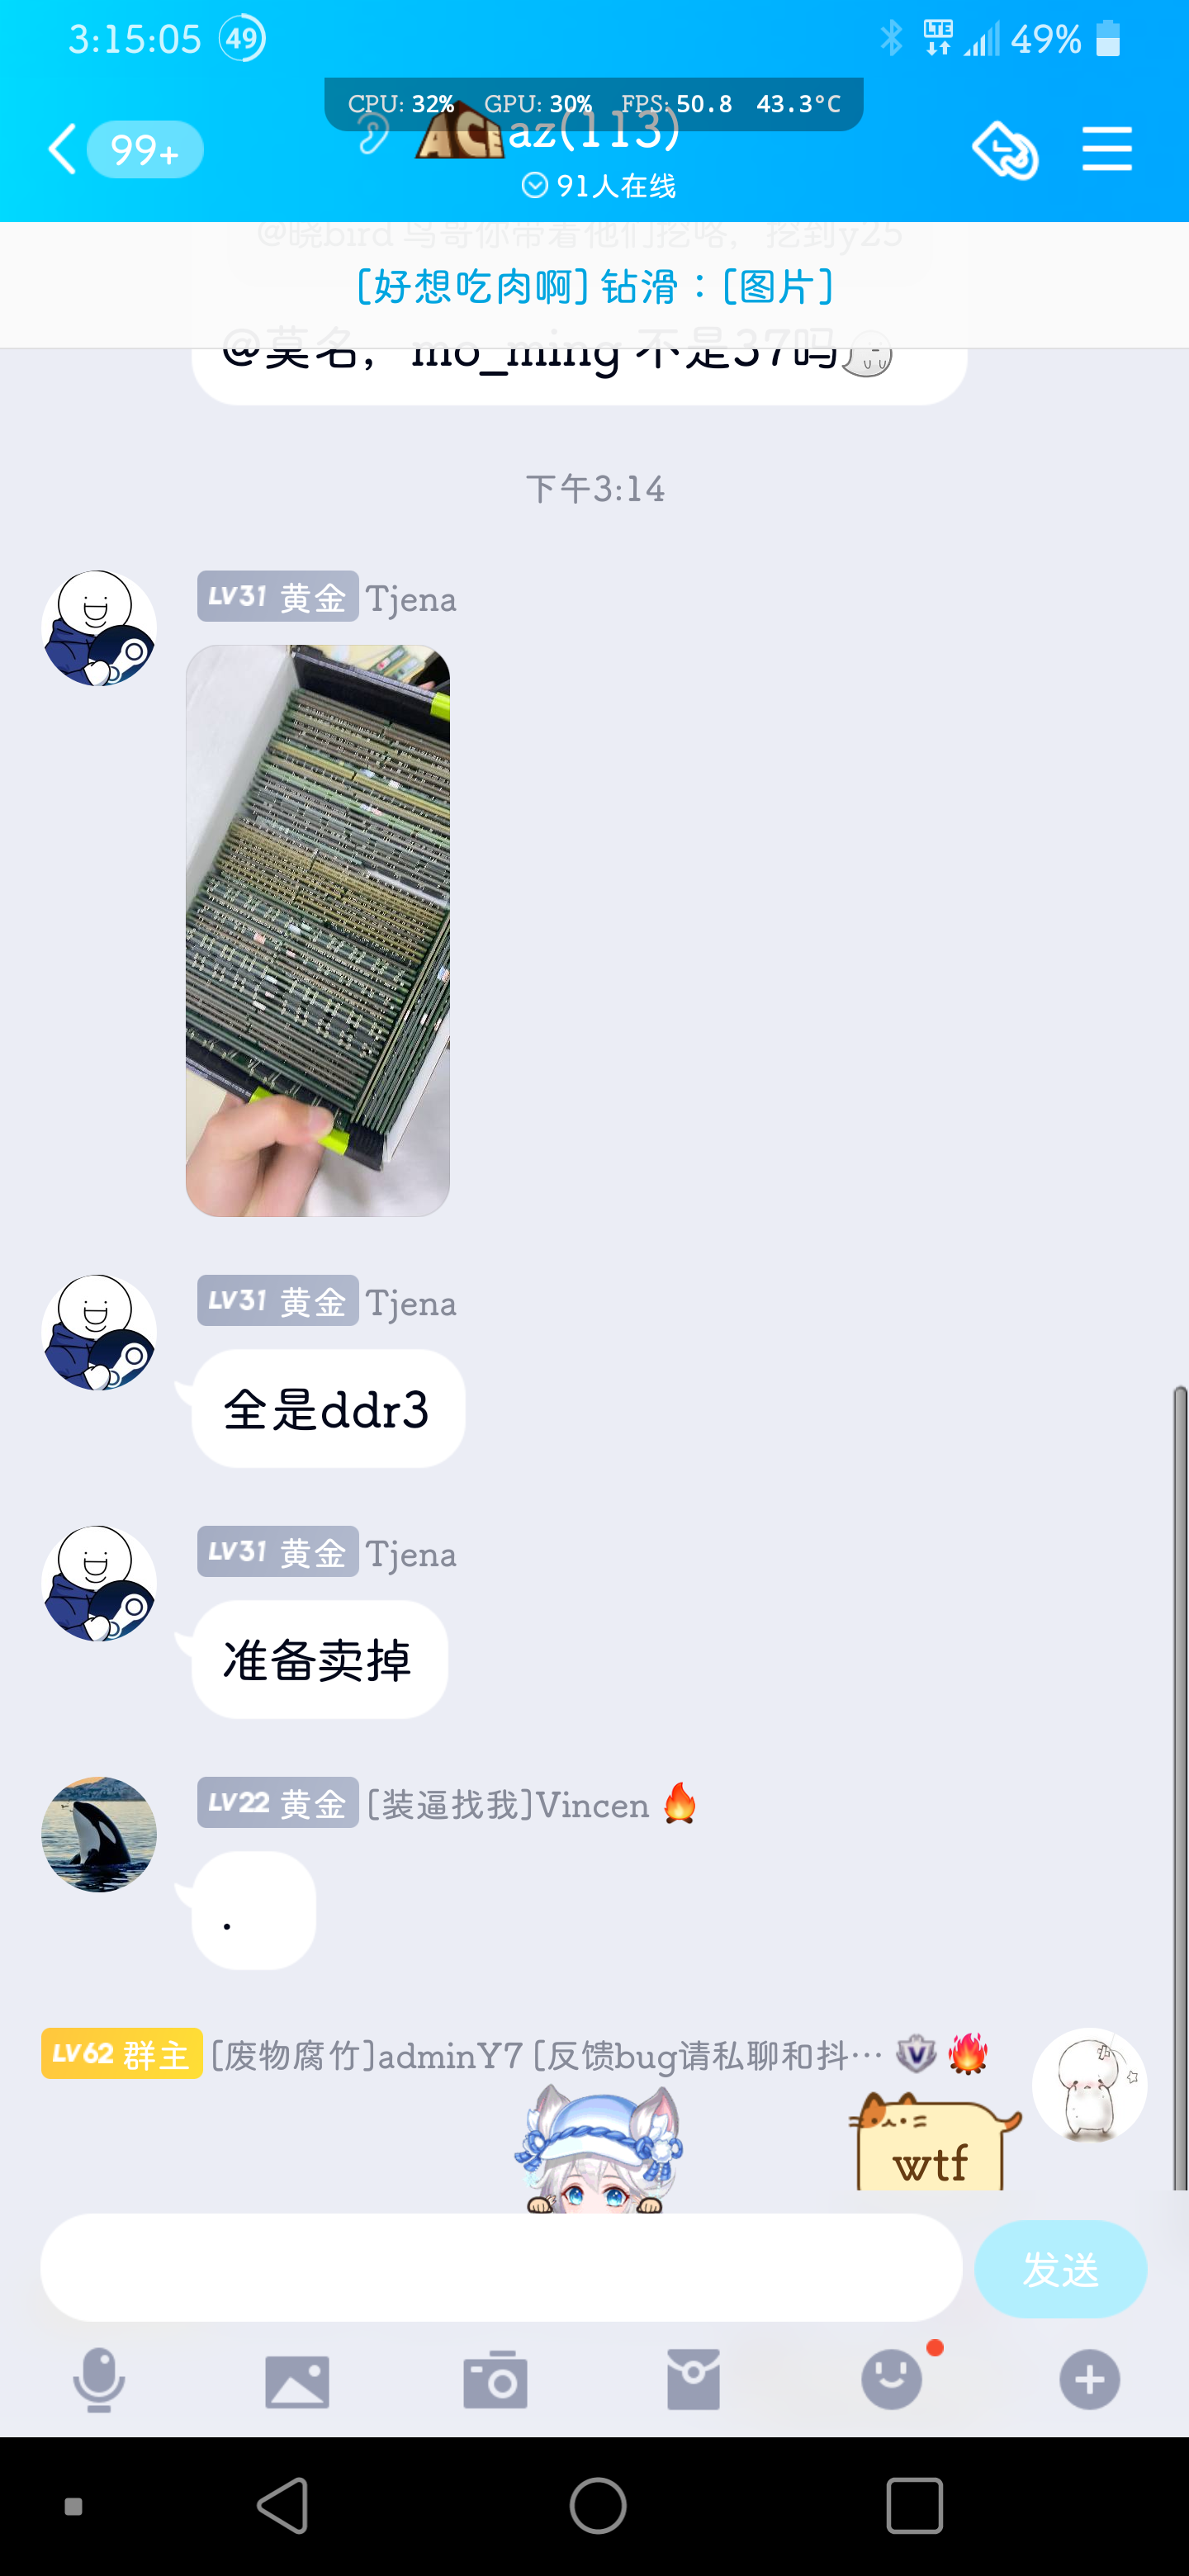 3:15:05 49 LTE 49%
CPU: 32% GPU: 30% FPS: 50.8 43.3°C
99+ ACE az(113)
91人在线
@晓bird 鸟哥你带着他们挖咯，挖到y25
[好想吃肉啊] 钻滑：[图片]
@莫名，mo_ming 不是37吗
下午3:14
LV31 黄金 Tjena
LV31 黄金 Tjena
全是ddr3
LV31 黄金 Tjena
准备卖掉
LV22 黄金 [装逼找我]Vincen
.
LV62 群主 [废物腐竹]adminY7 [反馈bug请私聊和抖…
wtf
发送